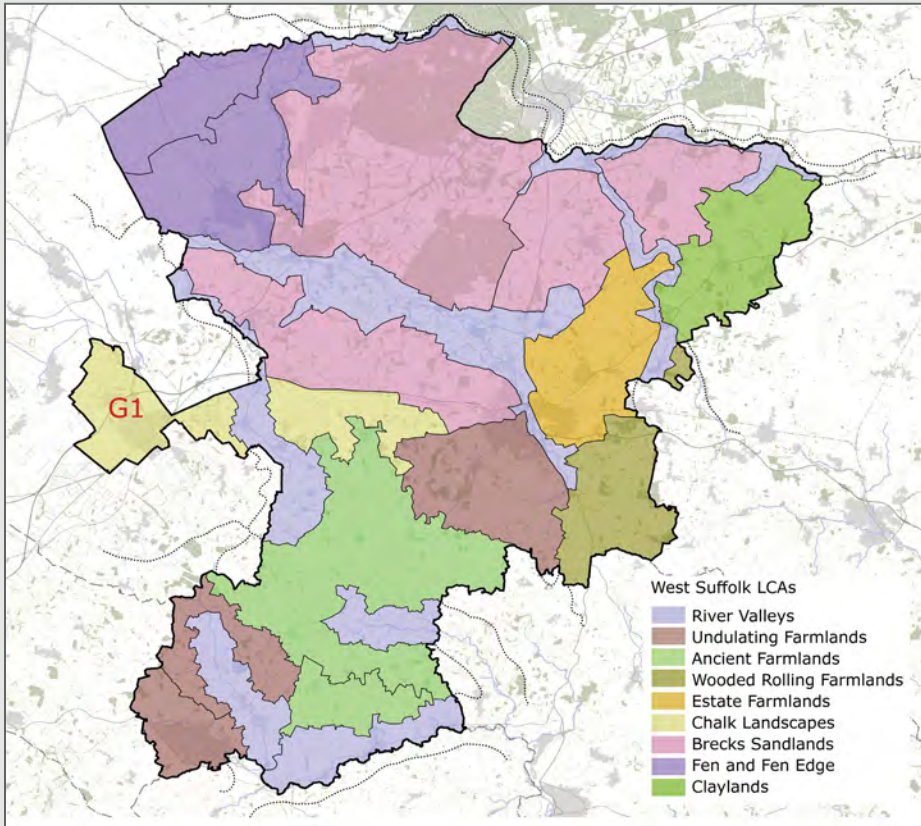 G1
West Suffolk LCAs
River Valleys
Undulating Farmlands
Ancient Farmlands
Wooded Rolling Farmlands
Estate Farmlands
Chalk Landscapes
Brecks Sandlands
Fen and Fen Edge
Claylands